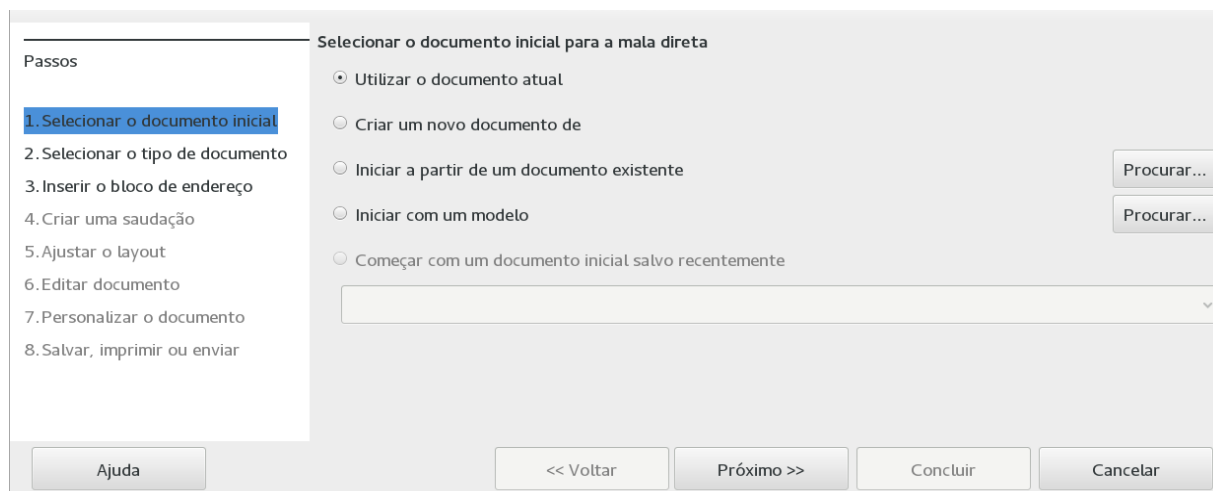 Passos
1. Selecionar o documento inicial
2. Selecionar o tipo de documento
3. Inserir o bloco de endereço
4. Criar uma saudação
5. Ajustar o layout
6. Editar documento
7. Personalizar o documento
8. Salvar, imprimir ou enviar
Selecionar o documento inicial para a mala direta
Utilizar o documento atual
Criar um novo documento de
Iniciar a partir de um documento existente
Procurar...
Iniciar com um modelo
Procurar...
Começar com um documento inicial salvo recentemente
Ajuda
<< Voltar
Próximo >>
Concluir
Cancelar